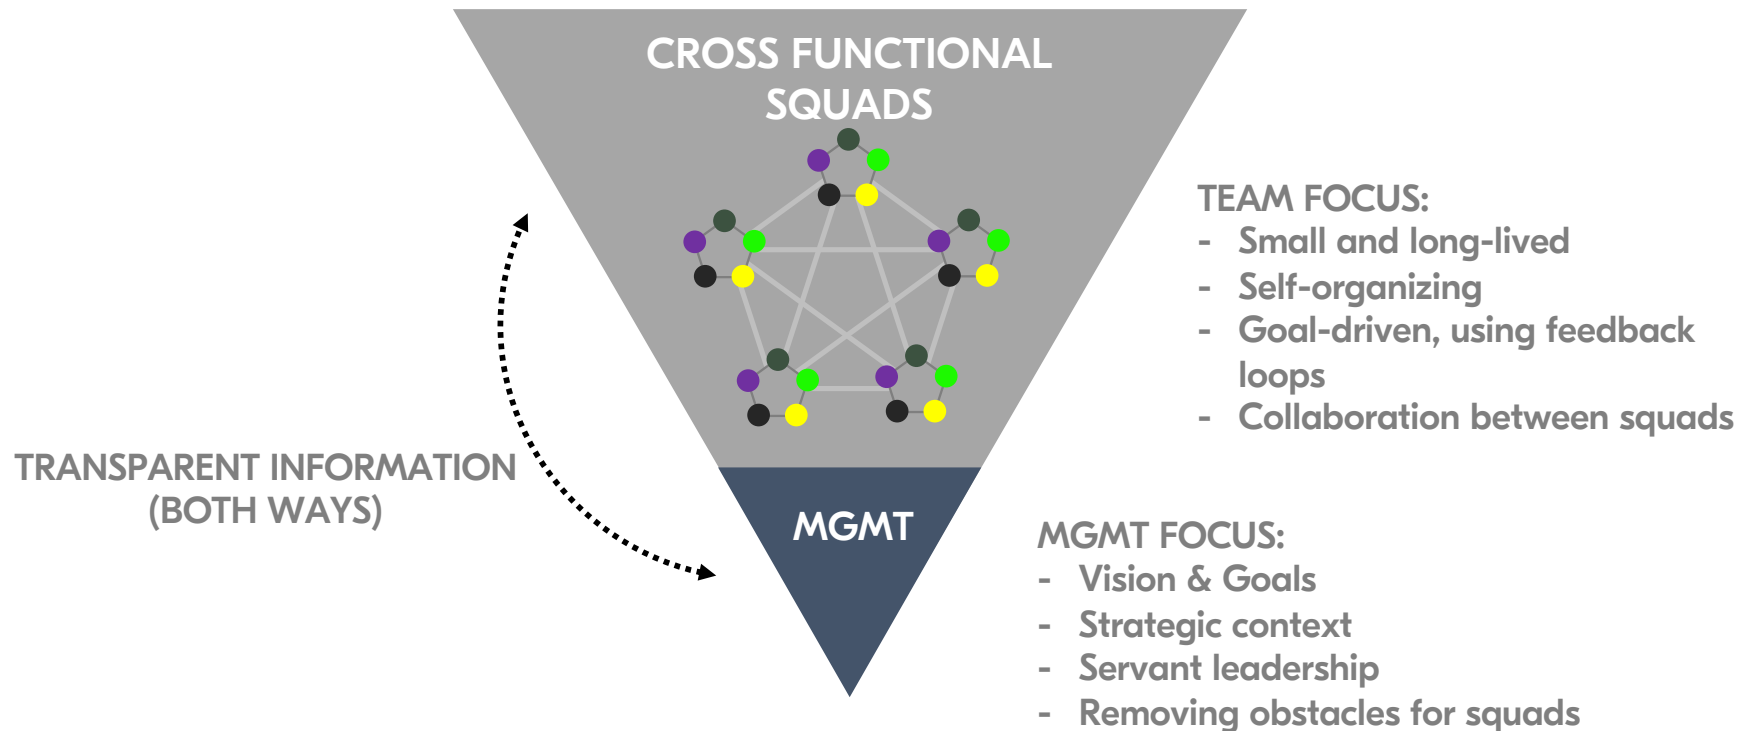 CROSS FUNCTIONAL
SQUADS
TEAM FOCUS:
- Small and long-lived
- Self-organizing
- Goal-driven, using feedback
loops
- Collaboration between squads
TRANSPARENT INFORMATION
(BOTH WAYS)
MGMT
MGMT FOCUS:
- Vision & Goals
- Strategic context
- Servant leadership
- Removing obstacles for squads